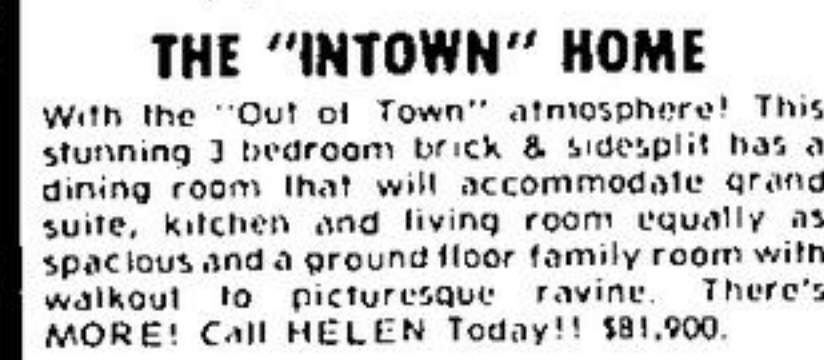 THE "INTOWN" HOME
With the "Out of Town" atmosphere! This
stunning 3 bedroom brick & sidesplit has a
dining room that will accommodate grand
suite, kitchen and living room equally as
spacious and a ground floor family room with
walkout to picturesque ravine. There's
MORE! Call HELEN Today!! $81,900.